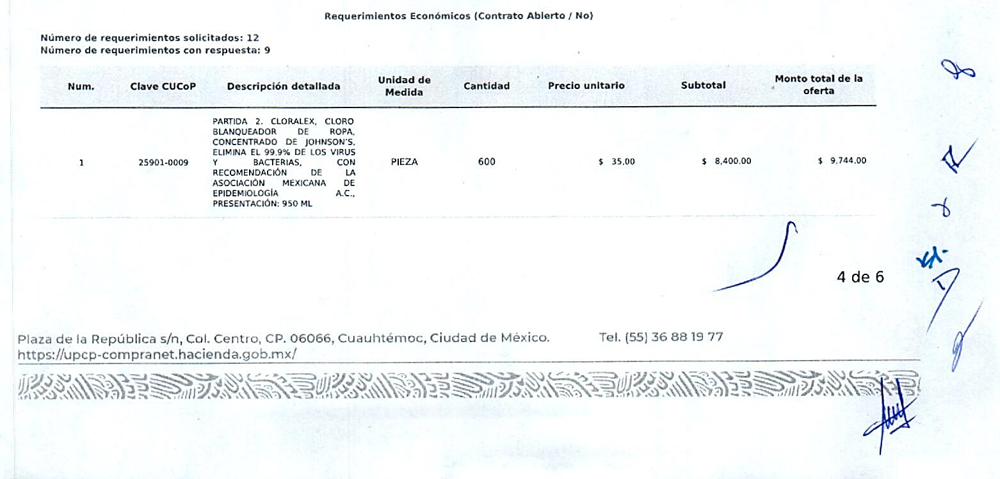 Requerimientos Económicos (Contrato Abierto / No)
Número de requerimientos solicitados: 12
Número de requerimientos con respuesta: 9
Num. Clave CUCoP Descripción detallada Unidad de Medida Cantidad Precio unitario Subtotal Monto total de la oferta
PARTIDA 2. CLORALEX, CLORO
BLANQUEADOR DE ROPA,
CONCENTRADO DE JOHNSON'S,
ELIMINA EL 99.9% DE LOS VIRUS
1 25901-0009 Y BACTERIAS, CON PIEZA 600 $ 35.00 $ 8,400.00 $ 9,744.00
RECOMENDACIÓN DE LA
ASOCIACIÓN MEXICANA DE
EPIDEMIOLOGÍA A.C.,
PRESENTACIÓN: 950 ML
4 de 6
Plaza de la República s/n, Col. Centro, CP. 06066, Cuauhtémoc, Ciudad de México. Tel. (55) 36 88 19 77
https://upcp-compranet.hacienda.gob.mx/